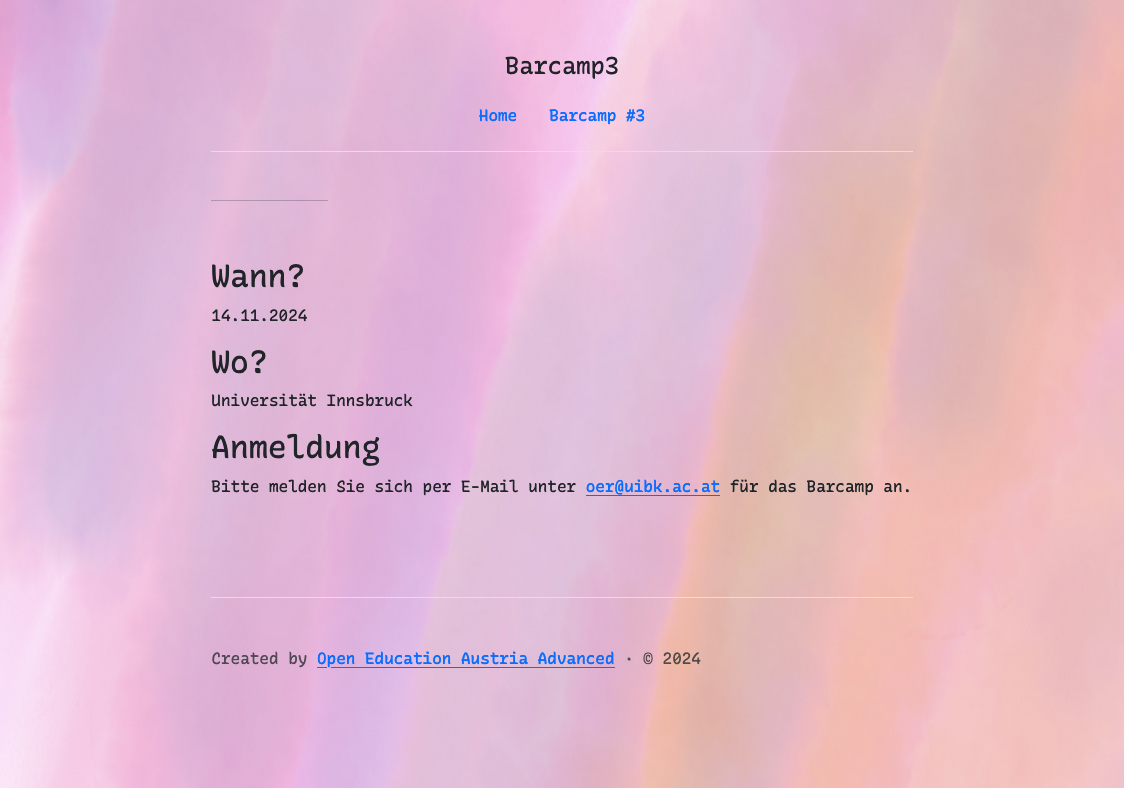 Barcamp3
Home Barcamp #3
Wann?
14.11.2024
Wo?
Universität Innsbruck
Anmeldung
Bitte melden Sie sich per E-Mail unter oer@uibk.ac.at für das Barcamp an.
Created by Open Education Austria Advanced · © 2024